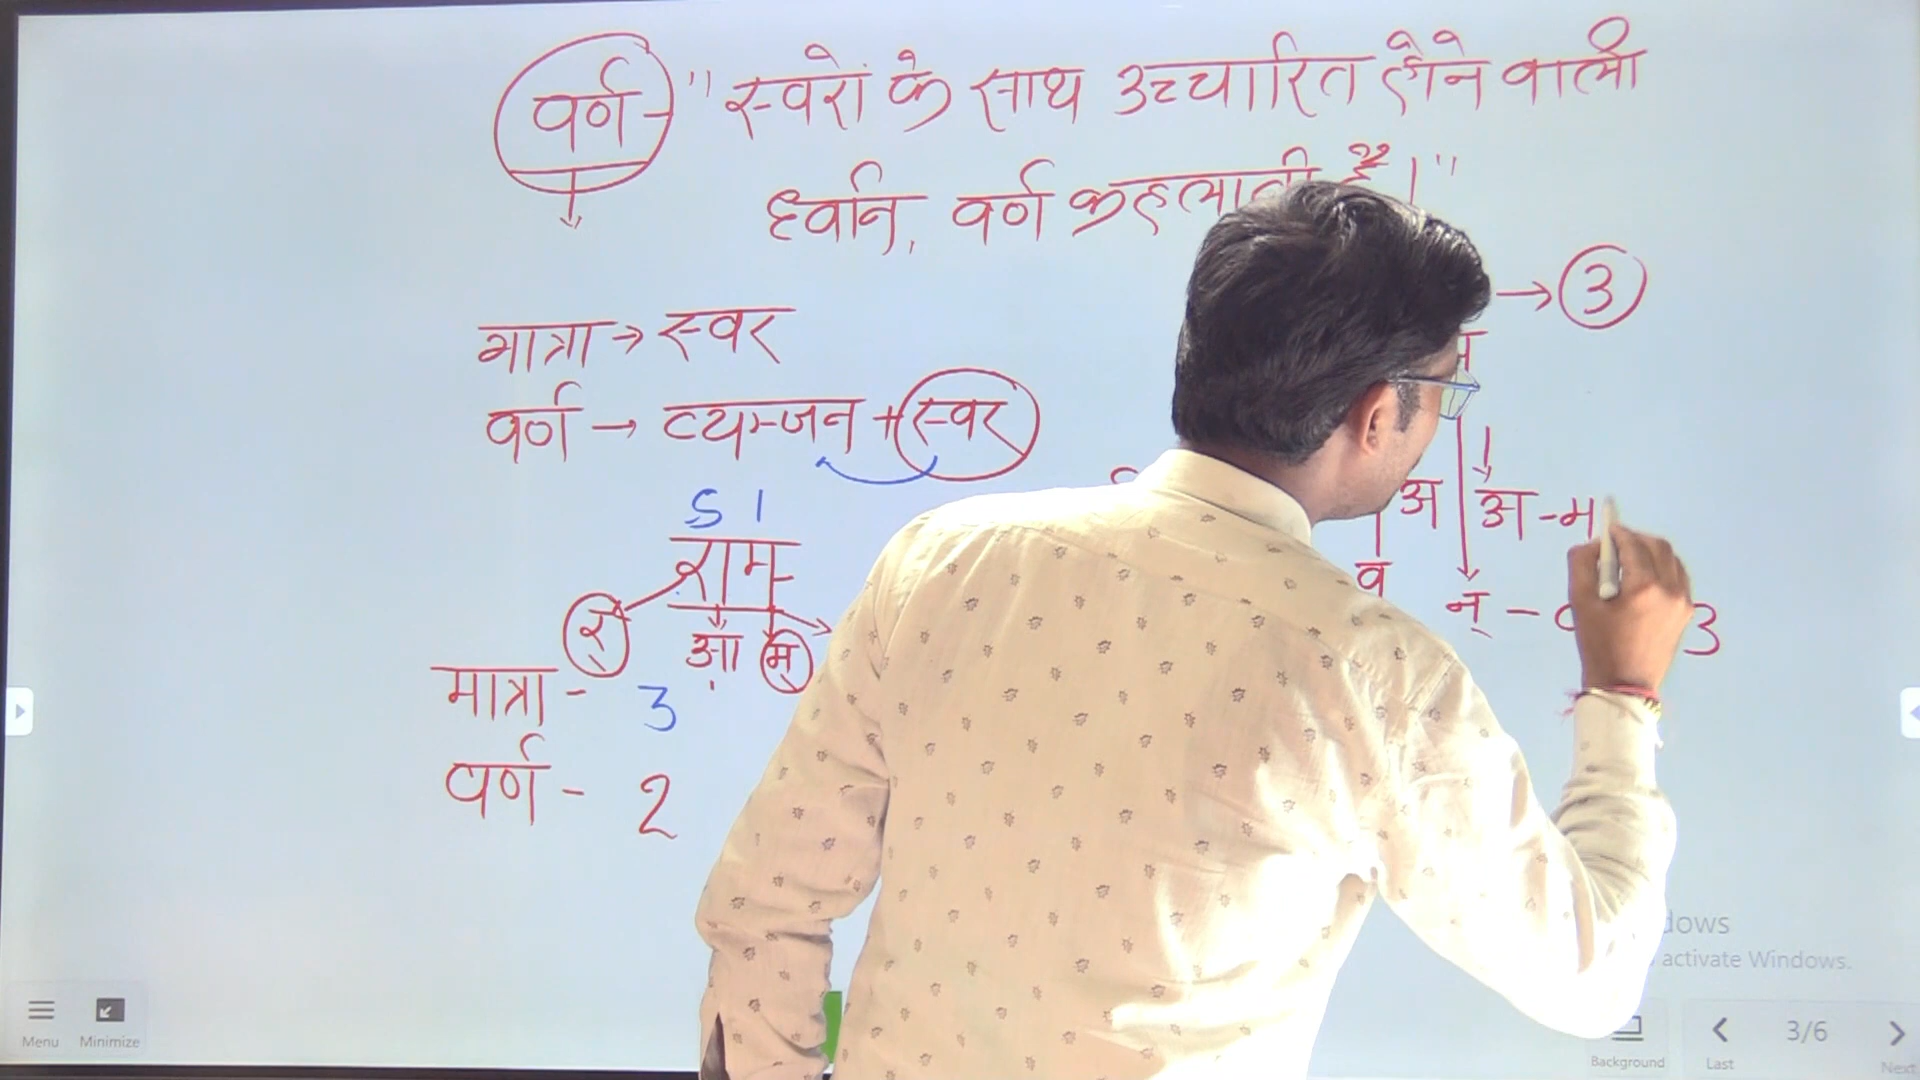 वर्ण - "स्वरों के साथ उच्चारित होने वाली
ध्वनि, वर्ण कहलाती है।"
→ 3
मात्रा → स्वर
वर्ण → व्यञ्जन + स्वर
S I
राम
र् आ म्
मात्रा - 3
वर्ण - 2
अ अ - म
व न् -
3
activate Windows.
Menu
Minimize
Background
Last
3/6
Next